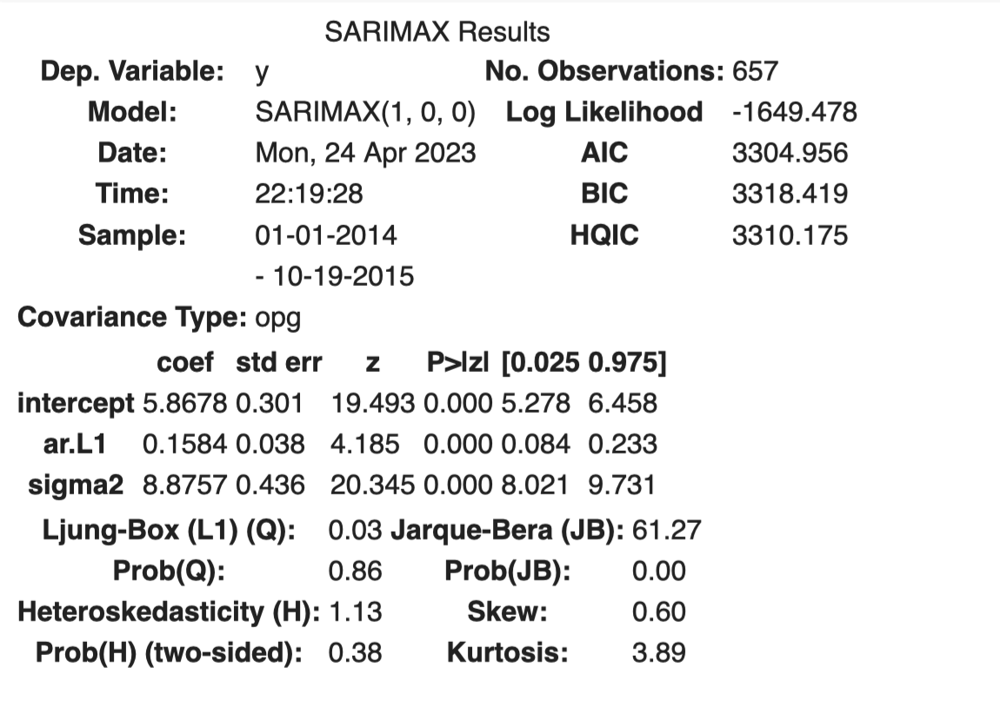 SARIMAX Results
Dep. Variable: y No. Observations: 657
Model: SARIMAX(1, 0, 0) Log Likelihood -1649.478
Date: Mon, 24 Apr 2023 AIC 3304.956
Time: 22:19:28 BIC 3318.419
Sample: 01-01-2014 HQIC 3310.175
- 10-19-2015
Covariance Type: opg
coef std err z P>|z| [0.025 0.975]
intercept 5.8678 0.301 19.493 0.000 5.278 6.458
ar.L1 0.1584 0.038 4.185 0.000 0.084 0.233
sigma2 8.8757 0.436 20.345 0.000 8.021 9.731
Ljung-Box (L1) (Q): 0.03 Jarque-Bera (JB): 61.27
Prob(Q): 0.86 Prob(JB): 0.00
Heteroskedasticity (H): 1.13 Skew: 0.60
Prob(H) (two-sided): 0.38 Kurtosis: 3.89